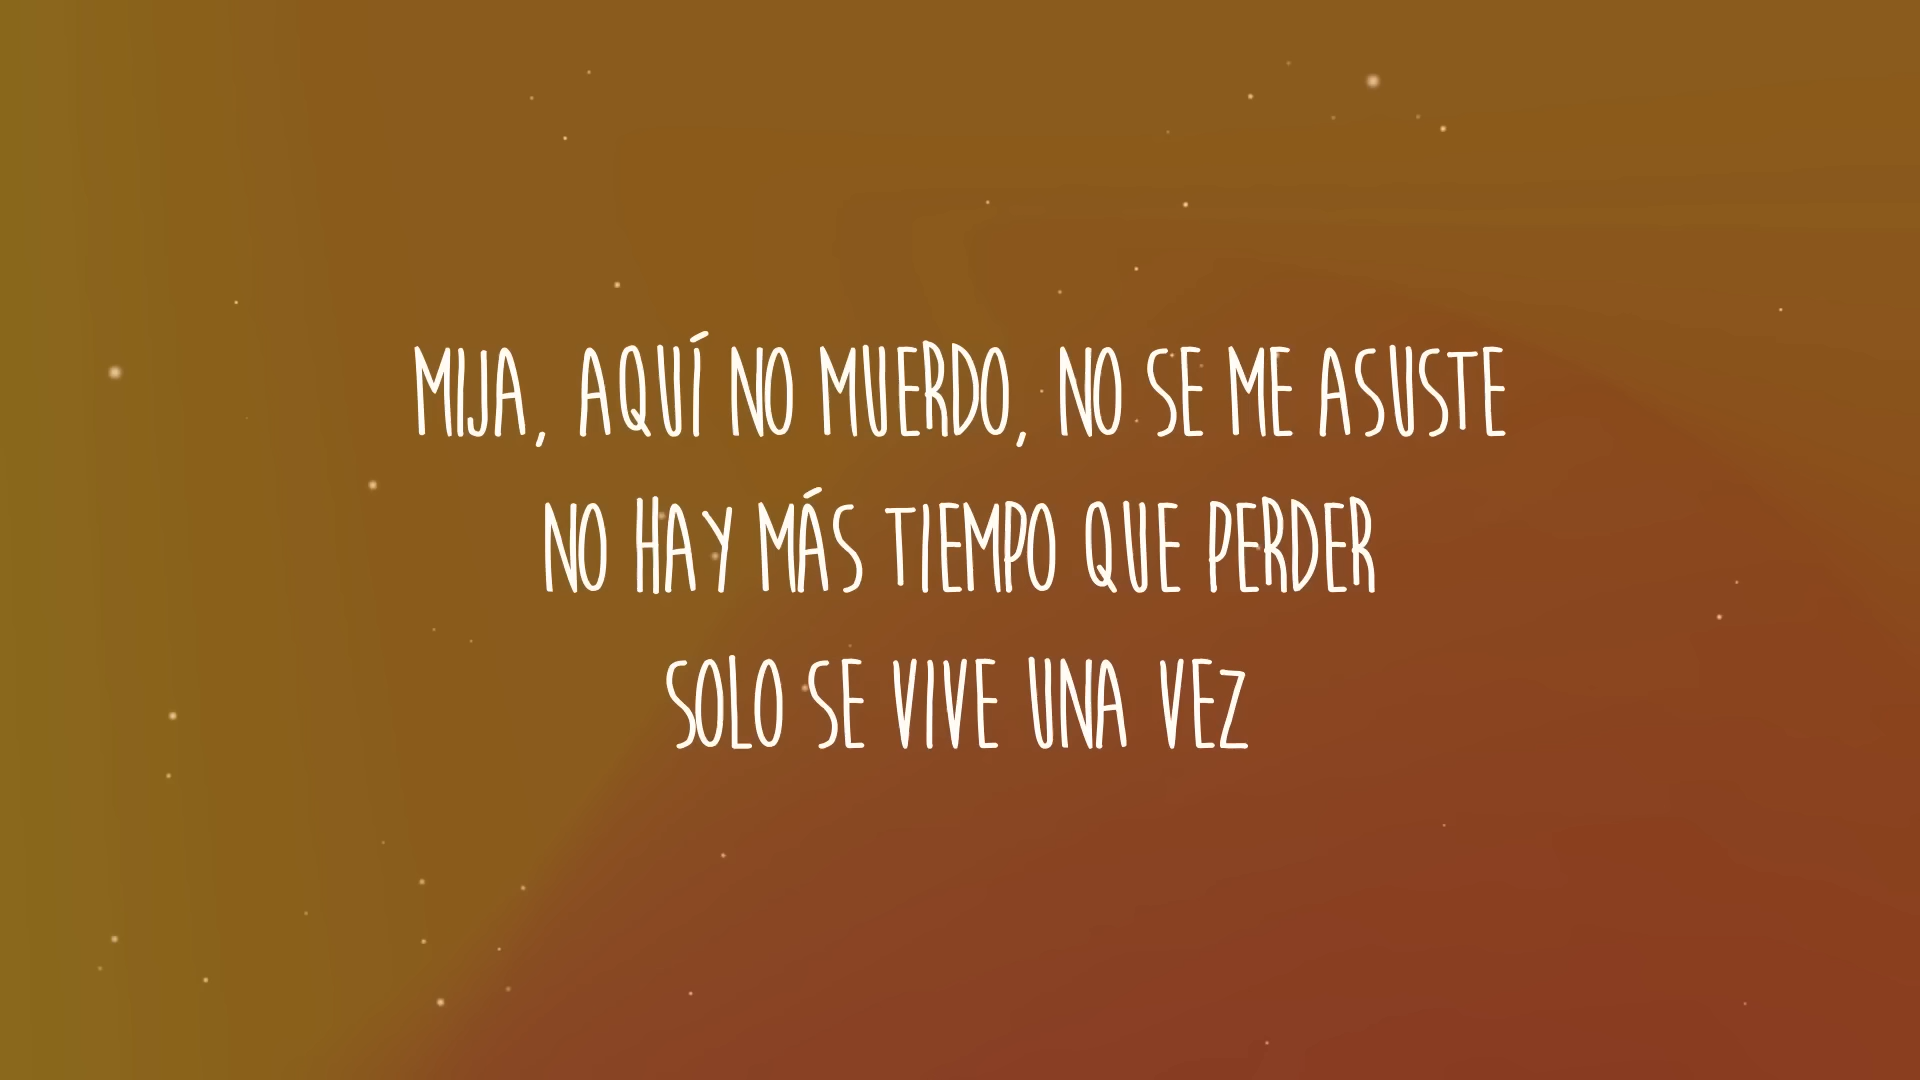 MIJA, AQUÍ NO MUERDO, NO SE ME ASUSTE
NO HAY MÁS TIEMPO QUE PERDER
SOLO SE VIVE UNA VEZ